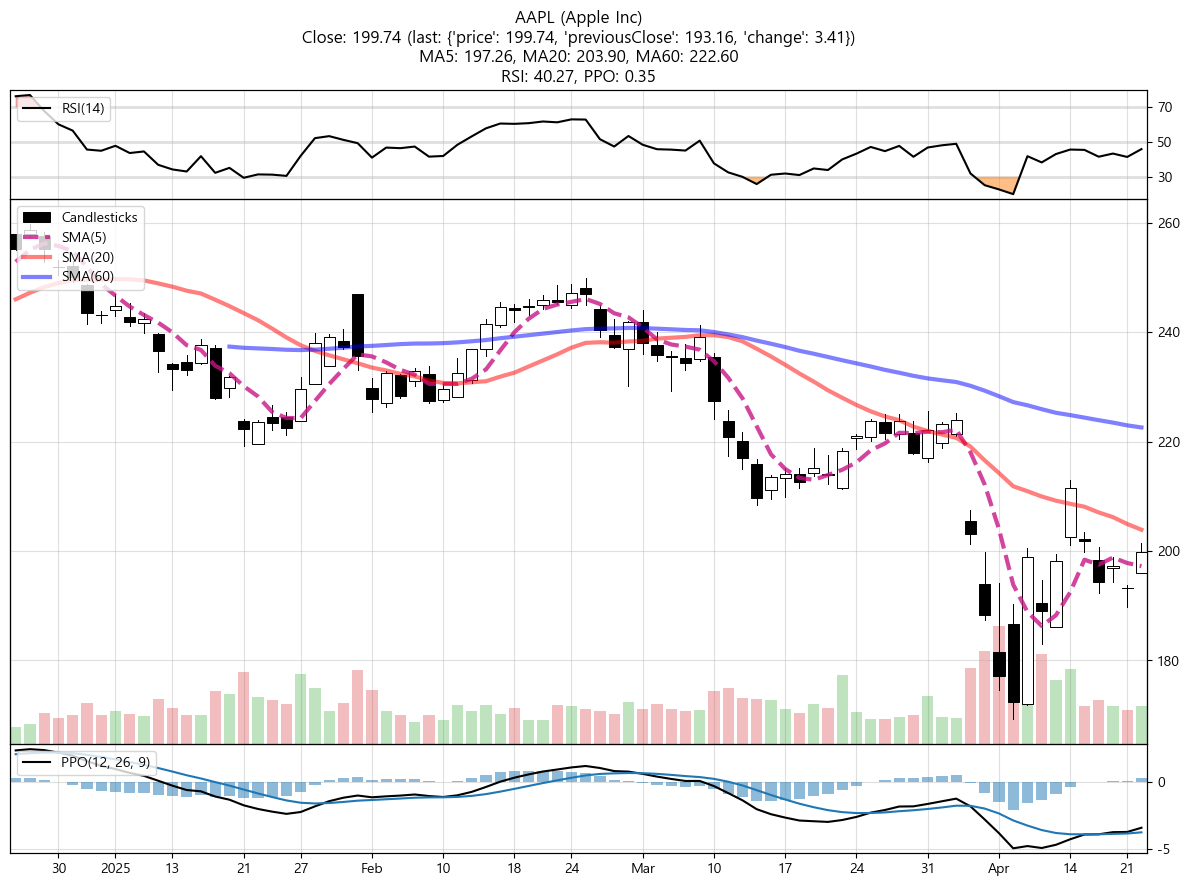 AAPL (Apple Inc)
Close: 199.74 (last: {'price': 199.74, 'previousClose': 193.16, 'change': 3.41})
MA5: 197.26, MA20: 203.90, MA60: 222.60
RSI: 40.27, PPO: 0.35
RSI(14)
70
50
30
Candlesticks
SMA(5)
SMA(20)
SMA(60)
260
240
220
200
180
PPO(12, 26, 9)
0
-5
30 2025 13 21 27 Feb 10 18 24 Mar 10 17 24 31 Apr 14 21